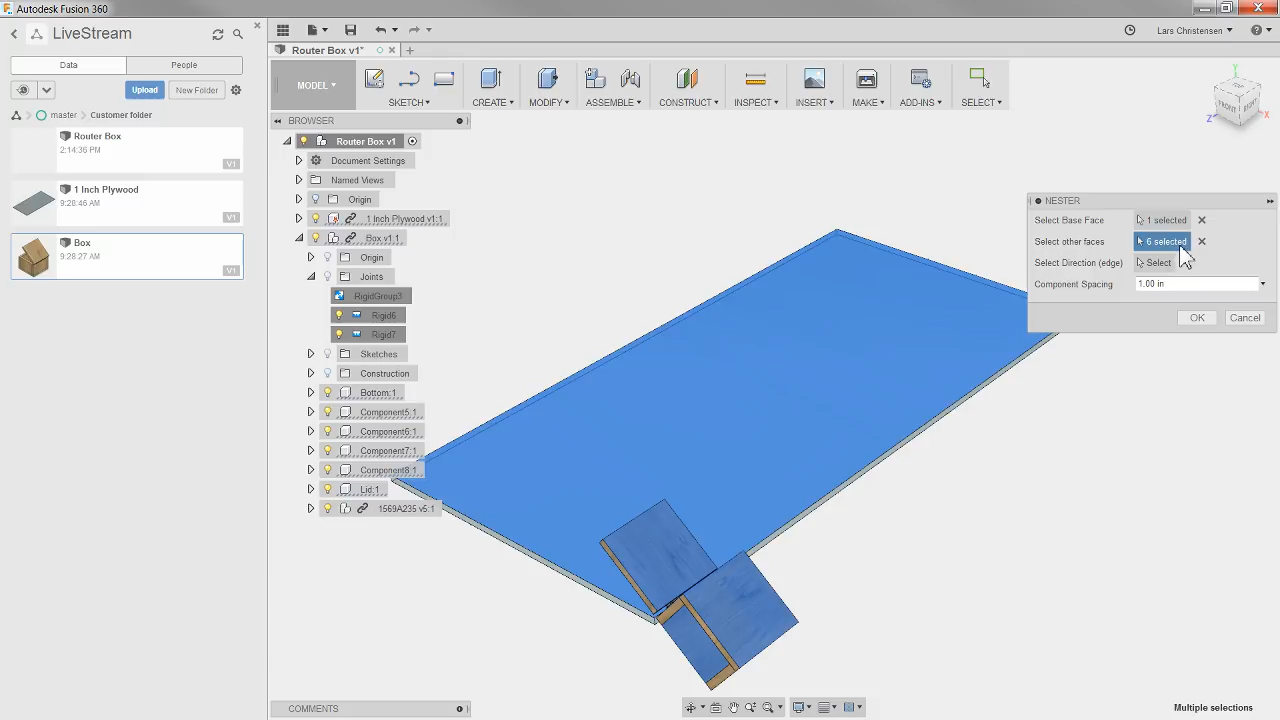 Autodesk Fusion 360
LiveStream
Data
People
Upload
New Folder
master
Customer folder
Router Box
2:14:36 PM
V1
1 Inch Plywood
9:28:46 AM
V1
Box
9:28:27 AM
V1
Lars Christensen
Router Box v1*
MODEL
SKETCH
CREATE
MODIFY
ASSEMBLE
CONSTRUCT
INSPECT
INSERT
MAKE
ADD-INS
SELECT
BROWSER
Router Box v1
Document Settings
Named Views
Origin
1 Inch Plywood v1:1
Box v1:1
Origin
Joints
RigidGroup3
Rigid6
Rigid7
Sketches
Construction
Bottom:1
Component5:1
Component6:1
Component7:1
Component8:1
Lid:1
1569A235 v5:1
Y
Z
X
FRONT
NESTER
Select Base Face
1 selected
Select other faces
6 selected
Select Direction (edge)
Select
Component Spacing
1.00 in
OK
Cancel
COMMENTS
Multiple selections